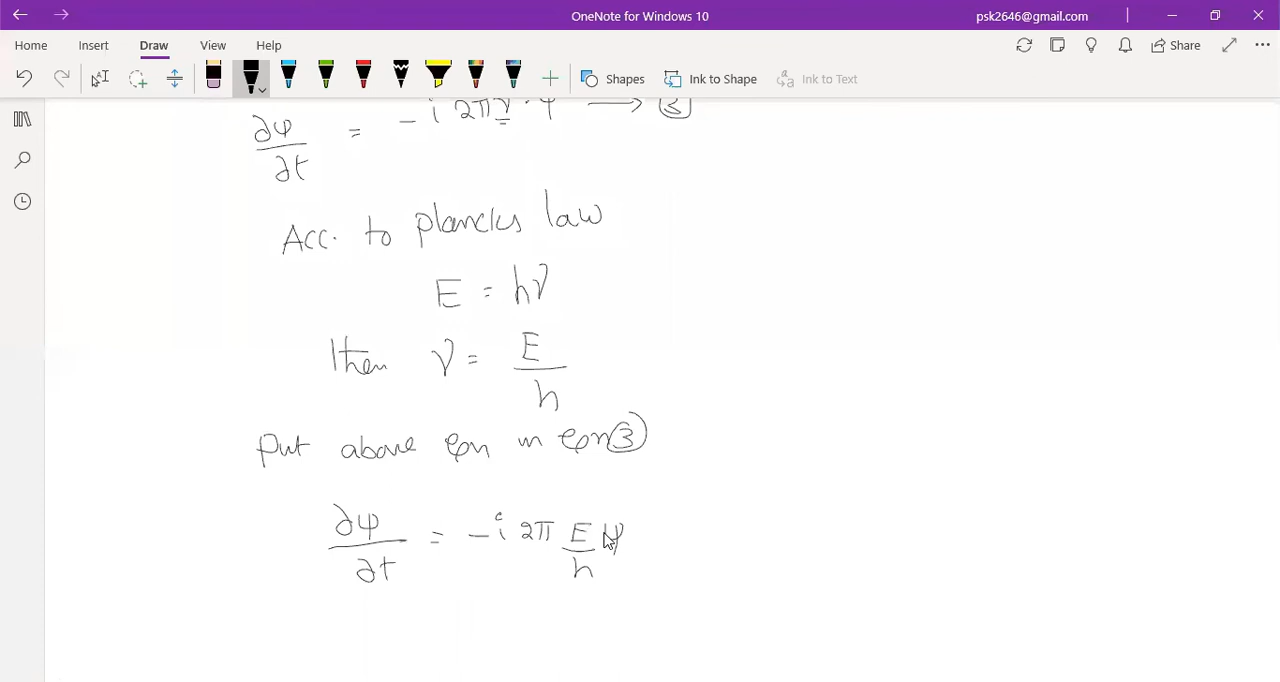 OneNote for Windows 10
psk2646@gmail.com
Home Insert Draw View Help
Share
Shapes Ink to Shape Ink to Text
∂ψ/∂t = -i 2πν·ψ → ③
Acc. to plancks law
E = hν
then ν = E/h
Put above eqn in eqn ③
∂ψ/∂t = -i 2π E/h ψ